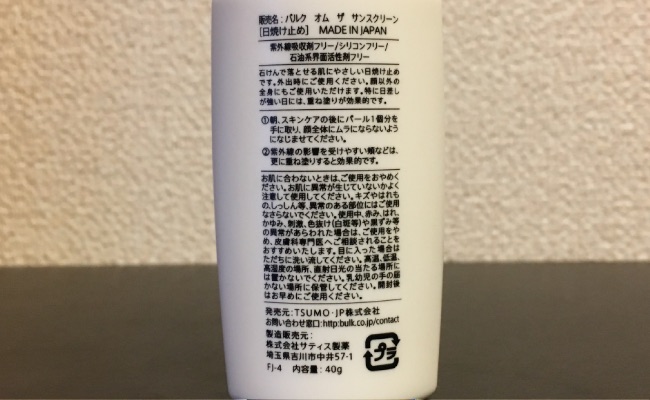 販売名：バルク オム ザ サンスクリーン
[日焼け止め] MADE IN JAPAN
紫外線吸収剤フリー/シリコンフリー/
石油系界面活性剤フリー
石けんで落とせる肌にやさしい日焼け止め
です。外出時にご使用ください。顔以外の
全身にもご使用いただけます。特に日差し
が強い日には、重ね塗りが効果的です。
①朝、スキンケアの後にパール1個分を
手に取り、顔全体にムラにならないよう
になじませてください。
②紫外線の影響を受けやすい頬などは、
更に重ね塗りすると効果的です。
お肌に合わないときは、ご使用をおやめく
ださい。お肌に異常が生じていないかよく
注意して使用してください。キズやはれも
の、しっしん等、異常のある部位にはご使用
なさらないでください。使用中、赤み、はれ、
かゆみ、刺激、色抜け(白斑等)や黒ずみ等
の異常があらわれた場合は、ご使用をや
め、皮膚科専門医へご相談されることを
おすすめいたします。目に入った場合は
ただちに洗い流してください。高温、低温、
高湿度の場所、直射日光の当たる場所に
は置かないでください。乳幼児の手の届か
ない場所に保管してください。開封後
はお早めにご使用ください。
発売元：TSUMO・JP株式会社
お問い合わせ窓口：http:bulk.co.jp/contact
製造販売元：
株式会社サティス製薬
埼玉県吉川市中井57-1
FJ-4 内容量：40g
プラ